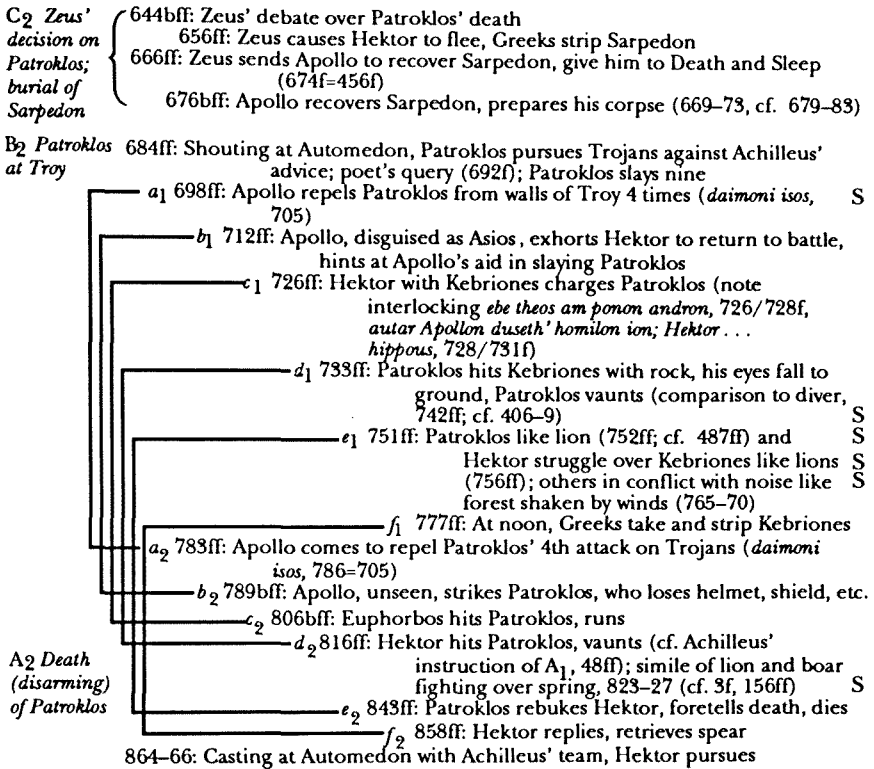 C2 Zeus' decision on Patroklos; burial of Sarpedon
644bff: Zeus' debate over Patroklos' death
656ff: Zeus causes Hektor to flee, Greeks strip Sarpedon
666ff: Zeus sends Apollo to recover Sarpedon, give him to Death and Sleep
(674f=456f)
676bff: Apollo recovers Sarpedon, prepares his corpse (669–73, cf. 679–83)
B2 Patroklos at Troy
684ff: Shouting at Automedon, Patroklos pursues Trojans against Achilleus'
advice; poet's query (692f); Patroklos slays nine
a1 698ff: Apollo repels Patroklos from walls of Troy 4 times (daimoni isos, S
705)
b1 712ff: Apollo, disguised as Asios, exhorts Hektor to return to battle,
hints at Apollo's aid in slaying Patroklos
c1 726ff: Hektor with Kebriones charges Patroklos (note
interlocking ebe theos am ponon andron, 726/728f,
autar Apollon duseth' homilon ion; Hektor . . .
hippous, 728/731f)
d1 733ff: Patroklos hits Kebriones with rock, his eyes fall to
ground, Patroklos vaunts (comparison to diver,
742ff; cf. 406–9) S
e1 751ff: Patroklos like lion (752ff; cf. 487ff) and S
Hektor struggle over Kebriones like lions S
(756ff); others in conflict with noise like S
forest shaken by winds (765–70)
f1 777ff: At noon, Greeks take and strip Kebriones
a2 783ff: Apollo comes to repel Patroklos' 4th attack on Trojans (daimoni
isos, 786=705)
b2 789bff: Apollo, unseen, strikes Patroklos, who loses helmet, shield, etc.
c2 806bff: Euphorbos hits Patroklos, runs
A2 Death (disarming) of Patroklos
d2 816ff: Hektor hits Patroklos, vaunts (cf. Achilleus'
instruction of A1, 48ff); simile of lion and boar
fighting over spring, 823–27 (cf. 3f, 156ff) S
e2 843ff: Patroklos rebukes Hektor, foretells death, dies
f2 858ff: Hektor replies, retrieves spear
864–66: Casting at Automedon with Achilleus' team, Hektor pursues